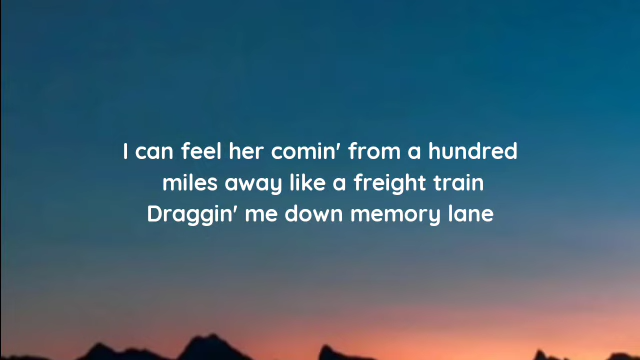 I can feel her comin' from a hundred
miles away like a freight train
Draggin' me down memory lane